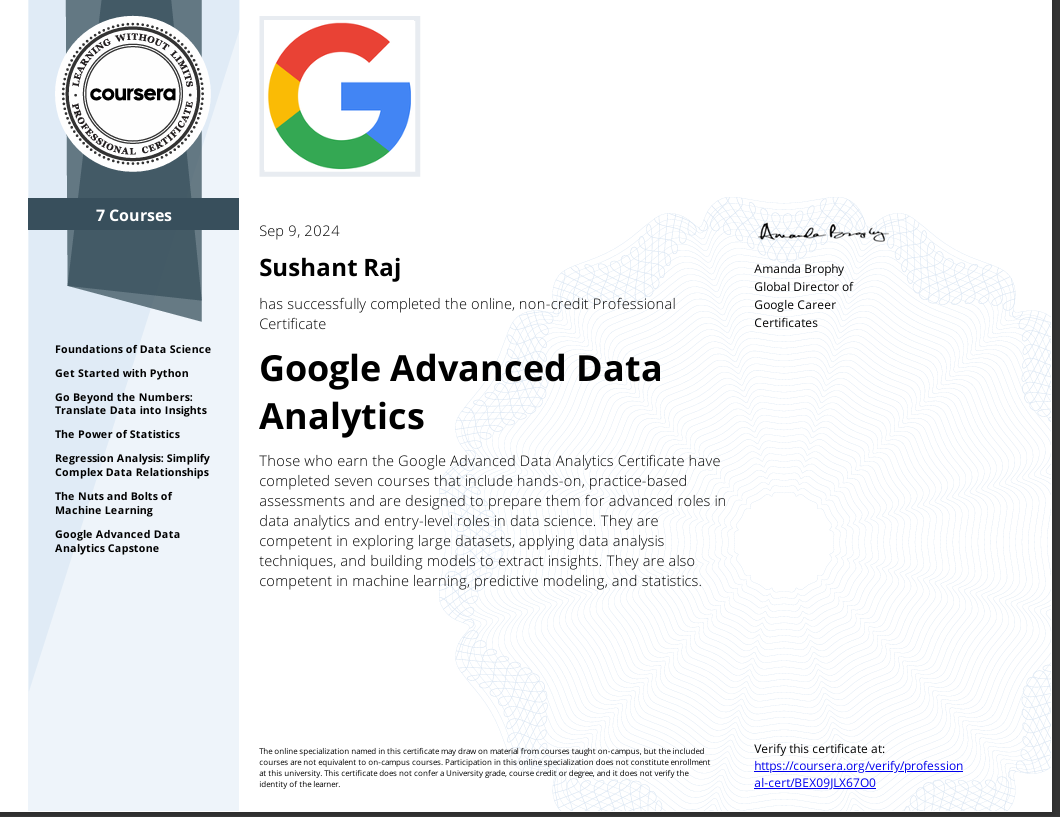 LEARNING WITHOUT LIMITS
coursera
PROFESSIONAL CERTIFICATE
7 Courses
Foundations of Data Science
Get Started with Python
Go Beyond the Numbers:
Translate Data into Insights
The Power of Statistics
Regression Analysis: Simplify
Complex Data Relationships
The Nuts and Bolts of
Machine Learning
Google Advanced Data
Analytics Capstone
Sep 9, 2024
Sushant Raj
has successfully completed the online, non-credit Professional
Certificate
Google Advanced Data
Analytics
Those who earn the Google Advanced Data Analytics Certificate have
completed seven courses that include hands-on, practice-based
assessments and are designed to prepare them for advanced roles in
data analytics and entry-level roles in data science. They are
competent in exploring large datasets, applying data analysis
techniques, and building models to extract insights. They are also
competent in machine learning, predictive modeling, and statistics.
Amanda Brophy
Amanda Brophy
Global Director of
Google Career
Certificates
The online specialization named in this certificate may draw on material from courses taught on-campus, but the included
courses are not equivalent to on-campus courses. Participation in this online specialization does not constitute enrollment
at this university. This certificate does not confer a University grade, course credit or degree, and it does not verify the
identity of the learner.
Verify this certificate at:
https://coursera.org/verify/profession
al-cert/BEX09JLX67O0